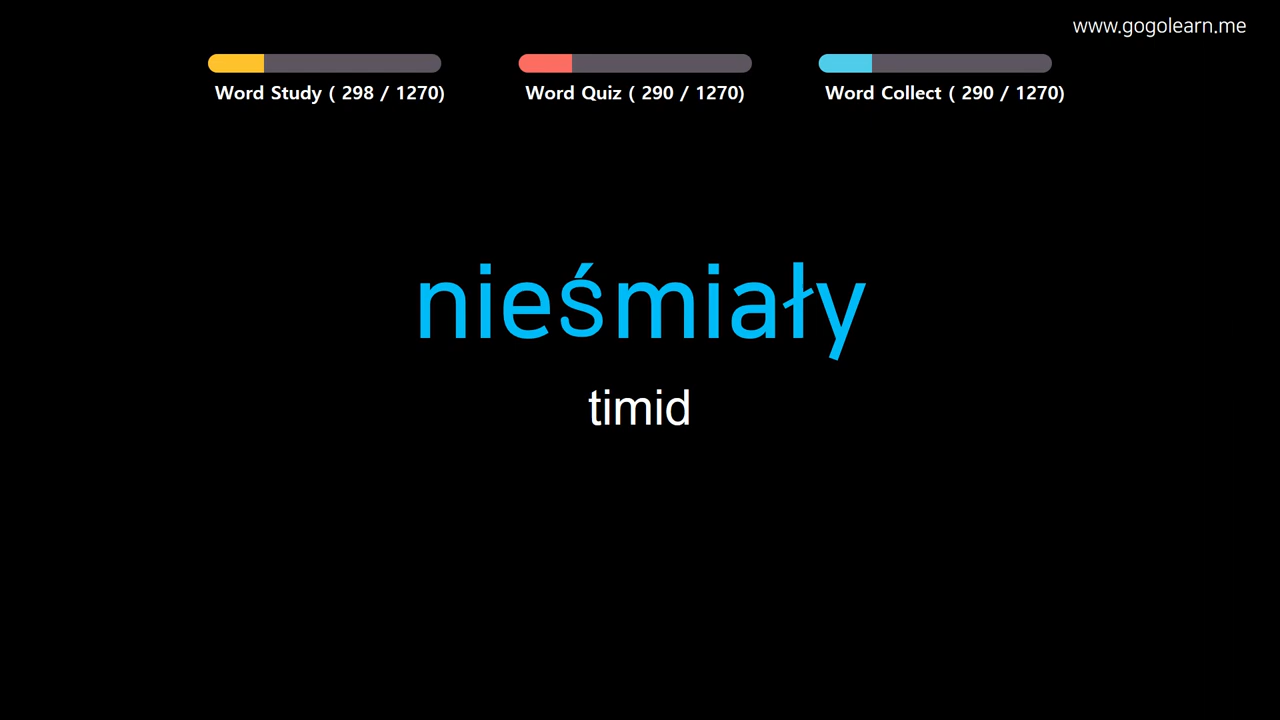 www.gogolearn.me
Word Study ( 298 / 1270)
Word Quiz ( 290 / 1270)
Word Collect ( 290 / 1270)
nieśmiały
timid